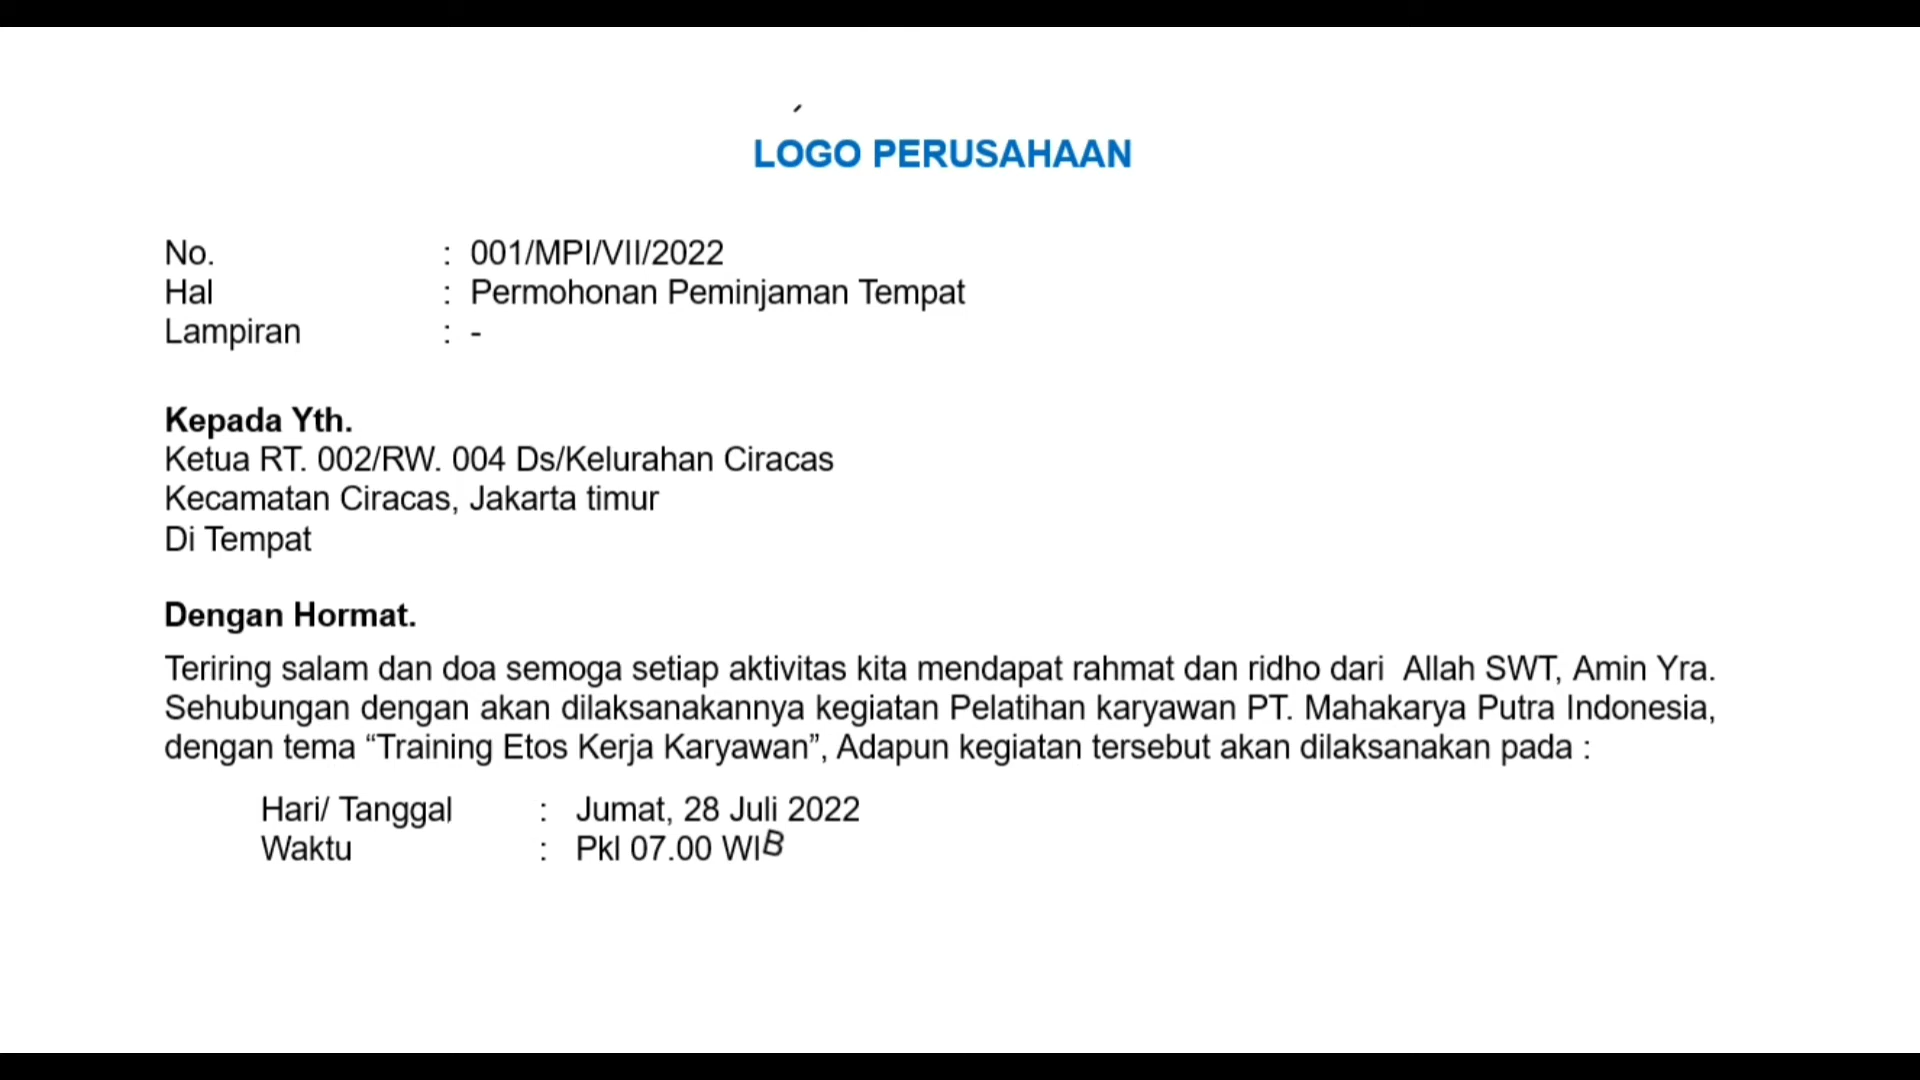 LOGO PERUSAHAAN
No. : 001/MPI/VII/2022
Hal : Permohonan Peminjaman Tempat
Lampiran : -
Kepada Yth.
Ketua RT. 002/RW. 004 Ds/Kelurahan Ciracas
Kecamatan Ciracas, Jakarta timur
Di Tempat
Dengan Hormat.
Teriring salam dan doa semoga setiap aktivitas kita mendapat rahmat dan ridho dari Allah SWT, Amin Yra.
Sehubungan dengan akan dilaksanakannya kegiatan Pelatihan karyawan PT. Mahakarya Putra Indonesia,
dengan tema “Training Etos Kerja Karyawan”, Adapun kegiatan tersebut akan dilaksanakan pada :
Hari/ Tanggal : Jumat, 28 Juli 2022
Waktu : Pkl 07.00 WIB